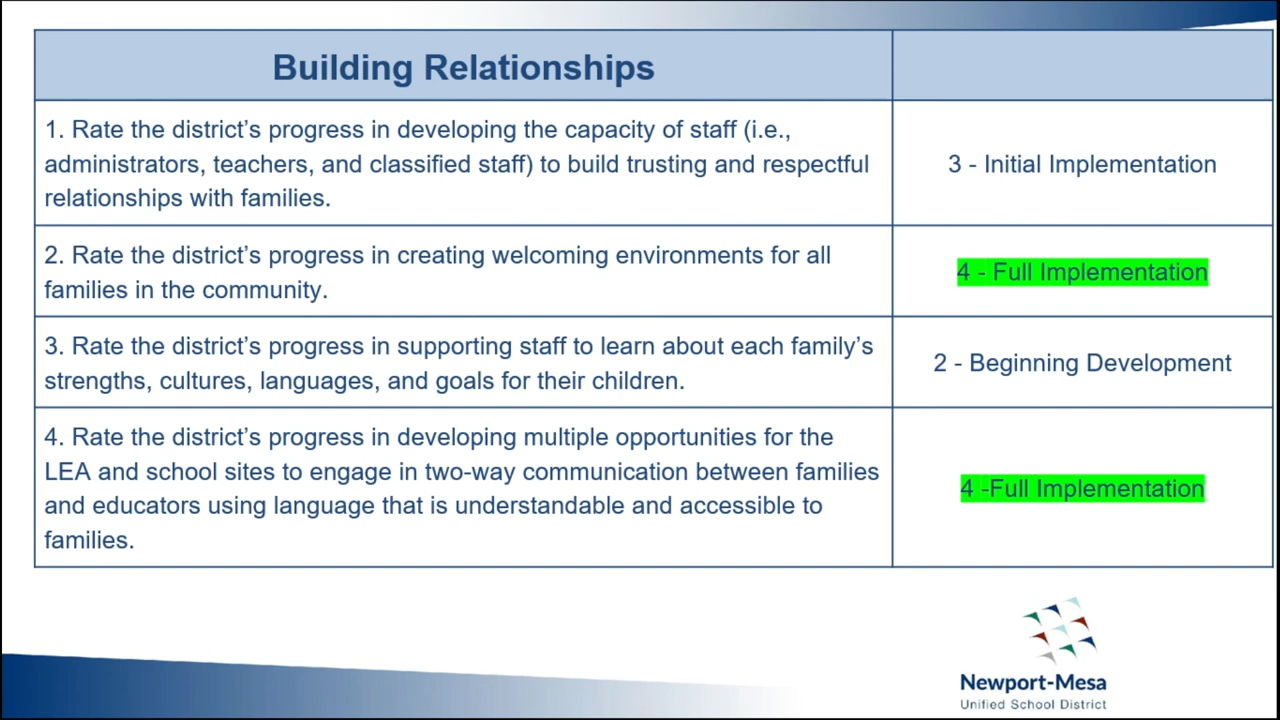 Building Relationships
1. Rate the district’s progress in developing the capacity of staff (i.e.,
administrators, teachers, and classified staff) to build trusting and respectful
relationships with families.
3 - Initial Implementation
2. Rate the district’s progress in creating welcoming environments for all
families in the community.
4 - Full Implementation
3. Rate the district’s progress in supporting staff to learn about each family’s
strengths, cultures, languages, and goals for their children.
2 - Beginning Development
4. Rate the district’s progress in developing multiple opportunities for the
LEA and school sites to engage in two-way communication between families
and educators using language that is understandable and accessible to
families.
4 -Full Implementation
Newport-Mesa
Unified School District